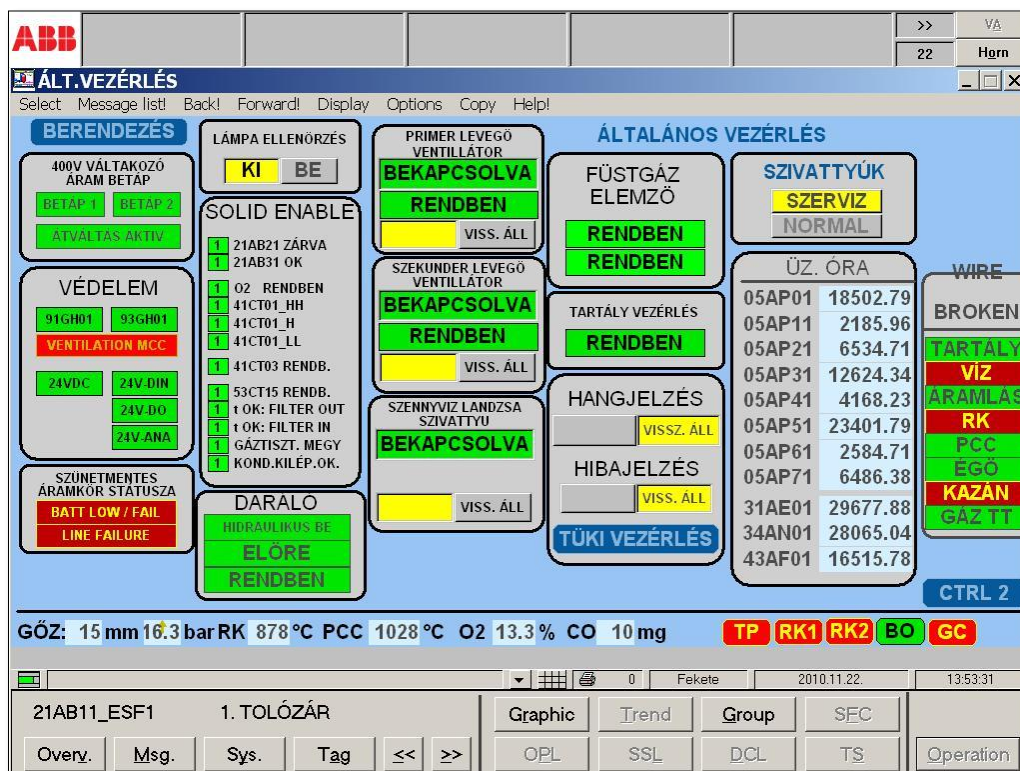 ABB
>>
VA
22
Horn
ÁLT.VEZÉRLÉS
Select Message list! Back! Forward! Display Options Copy Help!
BERENDEZÉS
400V VÁLTAKOZÓ
ÁRAM BETÁP
BETÁP 1 BETÁP 2
ÁTVÁLTÁS AKTIV
VÉDELEM
91GH01 93GH01
VENTILATION MCC
24VDC 24V-DIN
24V-DO
24V-ANA
SZÜNETMENTES
ÁRAMKÖR STÁTUSZA
BATT LOW / FAIL
LINE FAILURE
LÁMPA ELLENÖRZÉS
KI BE
SOLID ENABLE
1 21AB21 ZÁRVA
1 21AB31 OK
1 O2 RENDBEN
1 41CT01_HH
1 41CT01_H
1 41CT01_LL
1 41CT03 RENDB.
1 53CT15 RENDB.
1 t OK: FILTER OUT
1 t OK: FILTER IN
1 GÁZTISZT. MEGY
1 KOND.KILÉP.OK.
DARÁLÓ
HIDRAULIKUS BE
ELÖRE
RENDBEN
PRIMER LEVEGÖ
VENTILLÁTOR
BEKAPCSOLVA
RENDBEN
VISS. ÁLL
SZEKUNDER LEVEGÖ
VENTILLÁTOR
BEKAPCSOLVA
RENDBEN
VISS. ÁLL
SZENNYVIZ LANDZSA
SZIVATTYU
BEKAPCSOLVA
VISS. ÁLL
ÁLTALÁNOS VEZÉRLÉS
FÜSTGÁZ
ELEMZÖ
RENDBEN
RENDBEN
TARTÁLY VEZÉRLÉS
RENDBEN
HANGJELZÉS
VISSZ. ÁLL
HIBAJELZÉS
VISS. ÁLL
TÜKI VEZÉRLÉS
SZIVATTYÚK
SZERVIZ
NORMAL
ÜZ. ÓRA
05AP01 18502.79
05AP11 2185.96
05AP21 6534.71
05AP31 12624.34
05AP41 4168.23
05AP51 23401.79
05AP61 2584.71
05AP71 6486.38
31AE01 29677.88
34AN01 28065.04
43AF01 16515.78
WIRE
BROKEN
TARTÁLY
VÍZ
ÁRAMLÁS
RK
PCC
ÉGÖ
KAZÁN
GÁZ TT
CTRL 2
GŐZ: 15 mm 16.3 bar RK 878 °C PCC 1028 °C O2 13.3 % CO 10 mg TP RK1 RK2 BO GC
0 Fekete 2010.11.22. 13:53:31
21AB11_ESF1 1. TOLÓZÁR
Graphic Trend Group SFC
Overv. Msg. Sys. Tag << >> OPL SSL DCL TS Operation